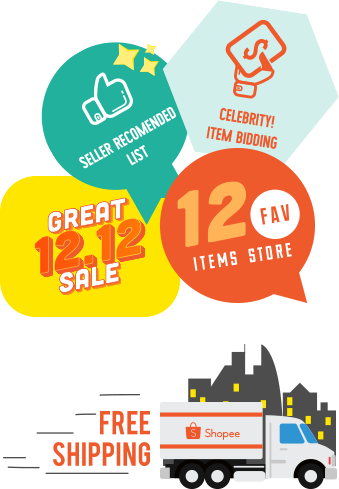 CELEBRITY!
ITEM BIDDING
SELLER RECOMENDED
LIST
GREAT
12.12
SALE
12 FAV
ITEMS STORE
FREE
SHIPPING
S Shopee